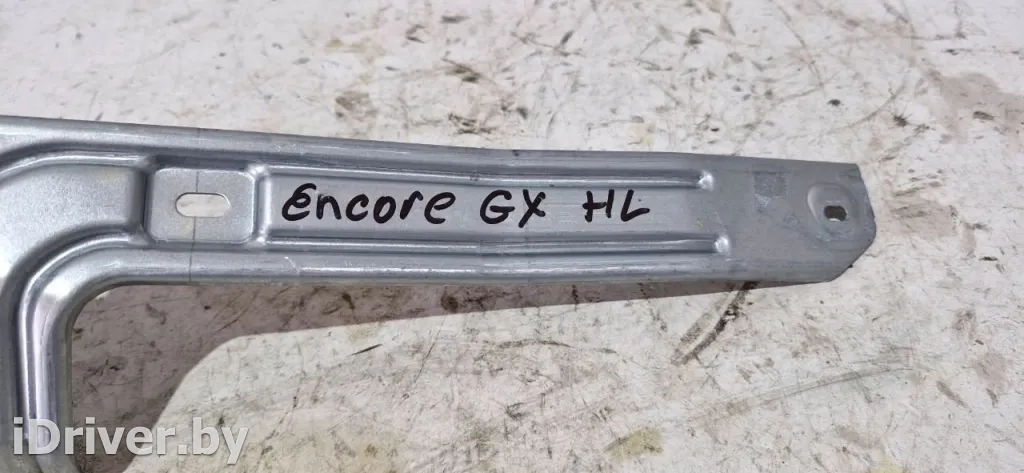 Encore GX HL
iDriver.by